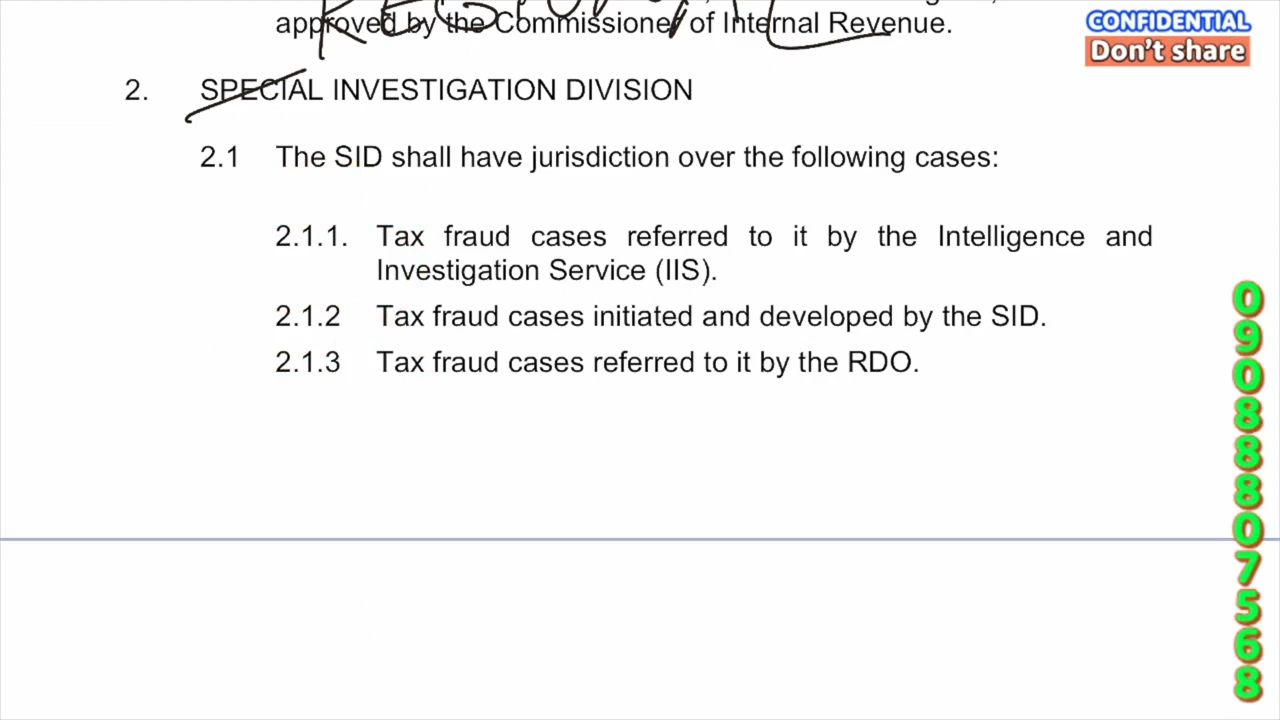 approved by the Commissioner of Internal Revenue.
CONFIDENTIAL
Don't share
2. SPECIAL INVESTIGATION DIVISION
2.1 The SID shall have jurisdiction over the following cases:
2.1.1. Tax fraud cases referred to it by the Intelligence and
Investigation Service (IIS).
2.1.2 Tax fraud cases initiated and developed by the SID.
2.1.3 Tax fraud cases referred to it by the RDO.
09088807568